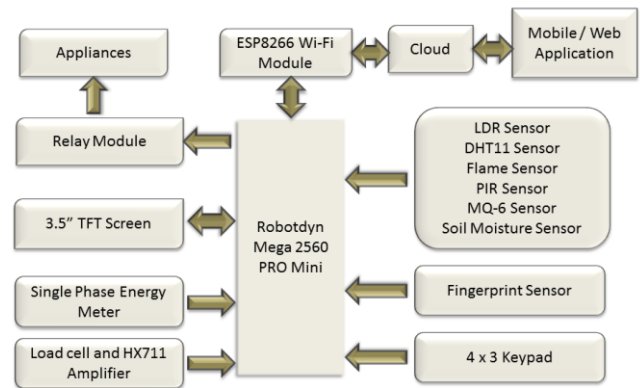 Appliances
ESP8266 Wi-Fi
Module
Cloud
Mobile / Web
Application
Relay Module
3.5” TFT Screen
Single Phase Energy
Meter
Load cell and HX711
Amplifier
Robotdyn
Mega 2560
PRO Mini
LDR Sensor
DHT11 Sensor
Flame Sensor
PIR Sensor
MQ-6 Sensor
Soil Moisture Sensor
Fingerprint Sensor
4 x 3 Keypad